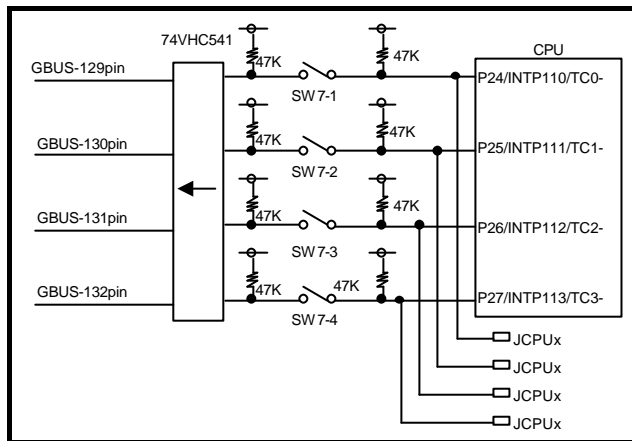 74VHC541
CPU
GBUS-129pin
47K
47K
SW7-1
P24/INTP110/TC0-
GBUS-130pin
47K
47K
SW7-2
P25/INTP111/TC1-
GBUS-131pin
47K
47K
SW7-3
P26/INTP112/TC2-
GBUS-132pin
47K
47K
SW7-4
P27/INTP113/TC3-
JCPUx
JCPUx
JCPUx
JCPUx